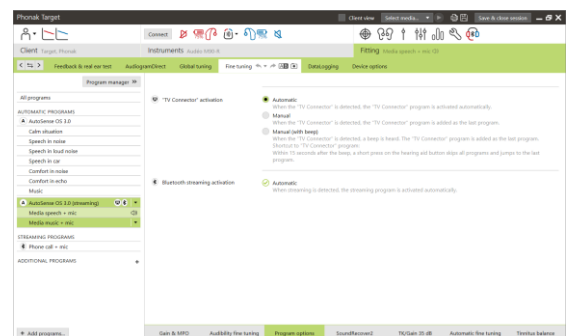 Phonak Target
Client view
Select media...
Save & close session
Connect
Client Target, Phonak
Instruments Audéo M90-R
Fitting Media speech + mic
Feedback & real ear test
AudiogramDirect
Global tuning
Fine tuning
DataLogging
Device options
Program manager
All programs
AUTOMATIC PROGRAMS
A AutoSense OS 3.0
Calm situation
Speech in noise
Speech in loud noise
Speech in car
Comfort in noise
Comfort in echo
Music
A AutoSense OS 3.0 (streaming)
Media speech + mic
Media music + mic
STREAMING PROGRAMS
Phone call + mic
ADDITIONAL PROGRAMS +
"TV Connector" activation
Automatic
When the "TV Connector" is detected, the "TV Connector" program is activated automatically.
Manual
When the "TV Connector" is detected, the "TV Connector" program is added as the last program.
Manual (with beep)
When the "TV Connector" is detected, a beep is heard. The "TV Connector" program is added as the last program.
Shortcut to "TV Connector" program:
Within 15 seconds after the beep, a short press on the hearing aid button skips all programs and jumps to the last
program.
Bluetooth streaming activation
Automatic
When streaming is detected, the streaming program is activated automatically.
+ Add programs...
Gain & MPO
Audibility fine tuning
Program options
SoundRecover2
TK/Gain 35 dB
Automatic fine tuning
Tinnitus balance